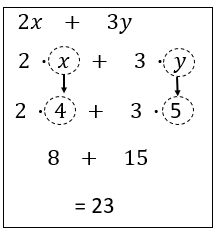 2x + 3y
2 · x + 3 · y
2 · 4 + 3 · 5
8 + 15
= 23